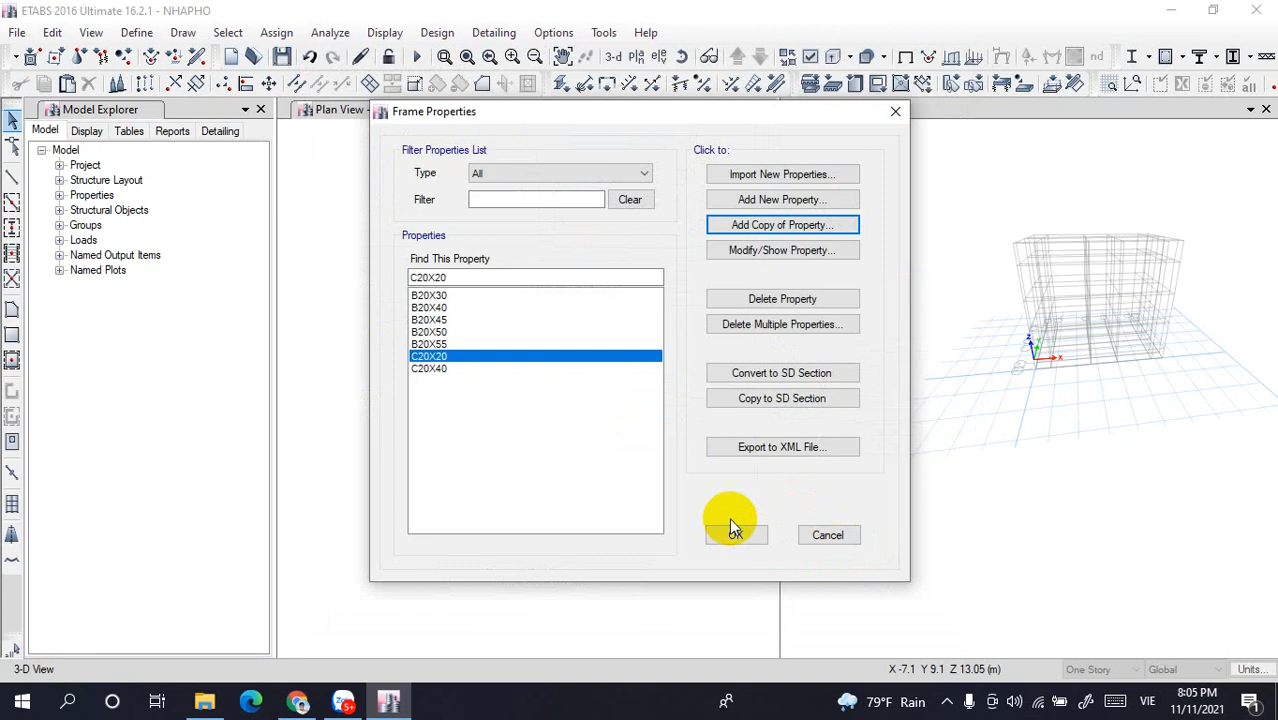 ETABS 2016 Ultimate 16.2.1 - NHAPHO
File Edit View Define Draw Select Assign Analyze Display Design Detailing Options Tools Help
3-d
Model Explorer
Plan View -
Model Display Tables Reports Detailing
Model
Project
Structure Layout
Properties
Structural Objects
Groups
Loads
Named Output Items
Named Plots
Frame Properties
Filter Properties List
Type All
Filter Clear
Properties
Find This Property
C20X20
B20X30
B20X40
B20X45
B20X50
B20X55
C20X20
C20X40
Click to:
Import New Properties...
Add New Property...
Add Copy of Property...
Modify/Show Property...
Delete Property
Delete Multiple Properties...
Convert to SD Section
Copy to SD Section
Export to XML File...
OK Cancel
Z X
3-D View
X -7.1 Y 9.1 Z 13.05 (m)
One Story Global Units...
5+
79°F Rain
VIE
8:05 PM
11/11/2021